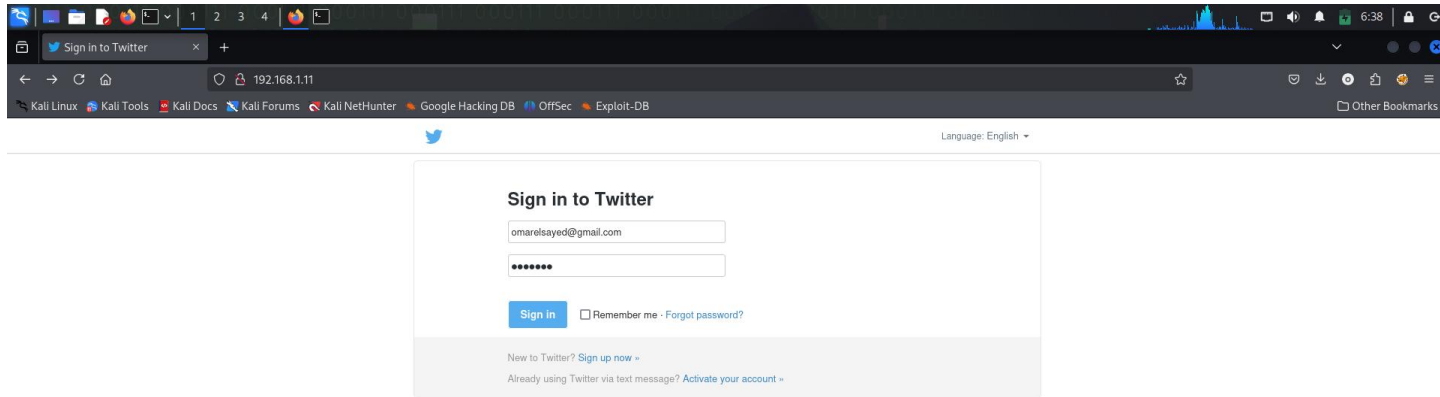 1 2 3 4 6:38
Sign in to Twitter
192.168.1.11
Kali Linux Kali Tools Kali Docs Kali Forums Kali NetHunter Google Hacking DB OffSec Exploit-DB Other Bookmarks
Language: English
Sign in to Twitter
omarelsayed@gmail.com
•••••••
Sign in Remember me · Forgot password?
New to Twitter? Sign up now »
Already using Twitter via text message? Activate your account »